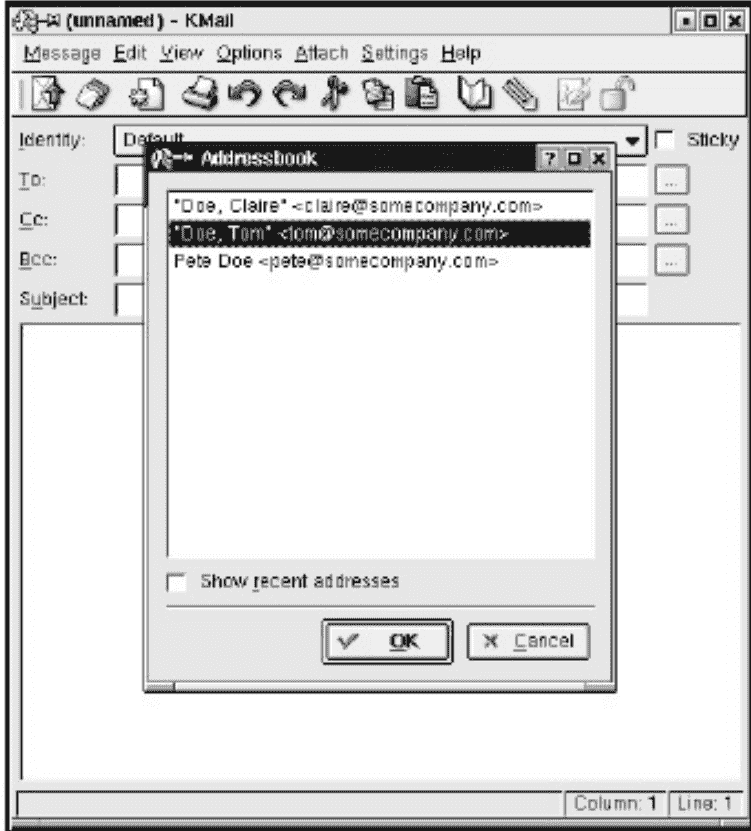 (unnamed) - KMail
Message Edit View Options Attach Settings Help
Identity: Default Sticky
Addressbook
To: ...
"Doe, Claire" <claire@somecompany.com>
Cc: ...
"Doe, Tom" <tom@somecompany.com>
Bcc: ...
Pete Doe <pete@somecompany.com>
Subject:
Show recent addresses
OK Cancel
Column: 1 Line: 1